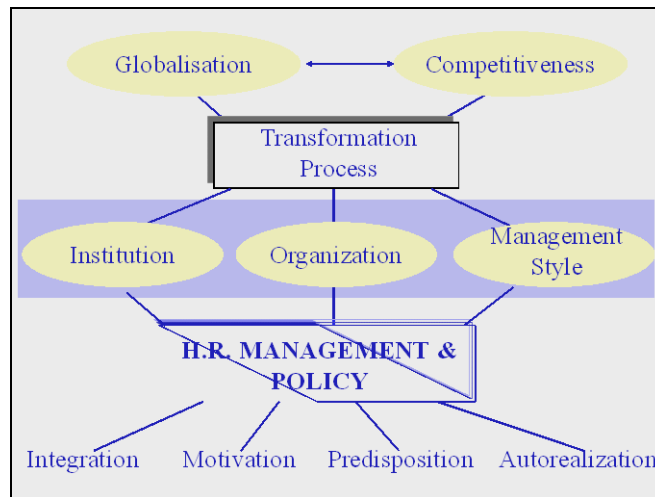 Globalisation
Competitiveness
Transformation
Process
Institution
Organization
Management
Style
H.R. MANAGEMENT &
POLICY
Integration
Motivation
Predisposition
Autorealization